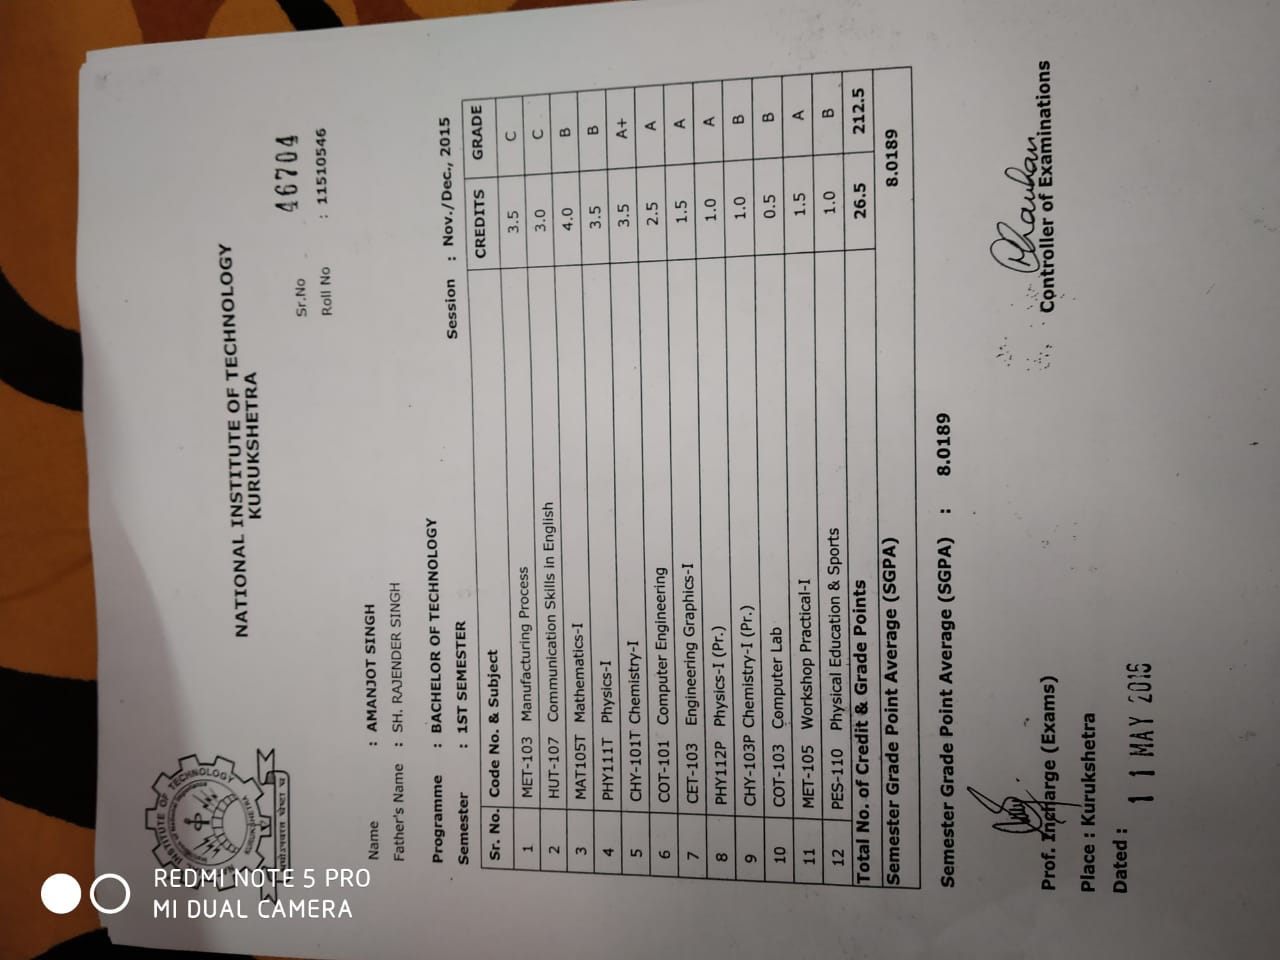 NATIONAL INSTITUTE OF TECHNOLOGY
KURUKSHETRA
INSTITUTE OF TECHNOLOGY
KURUKSHETRA
Sr.No 46704
Roll No : 11510546
Name : AMANJOT SINGH
Father's Name : SH. RAJENDER SINGH
Programme : BACHELOR OF TECHNOLOGY
Semester : 1ST SEMESTER Session : Nov./Dec., 2015
Sr. No. Code No. & Subject CREDITS GRADE
1 MET-103 Manufacturing Process 3.5 C
2 HUT-107 Communication Skills in English 3.0 C
3 MAT105T Mathematics-I 4.0 B
4 PHY111T Physics-I 3.5 B
5 CHY-101T Chemistry-I 3.5 A+
6 COT-101 Computer Engineering 2.5 A
7 CET-103 Engineering Graphics-I 1.5 A
8 PHY112P Physics-I (Pr.) 1.0 A
9 CHY-103P Chemistry-I (Pr.) 1.0 B
10 COT-103 Computer Lab 0.5 B
11 MET-105 Workshop Practical-I 1.5 A
12 PES-110 Physical Education & Sports 1.0 B
Total No. of Credit & Grade Points 26.5 212.5
Semester Grade Point Average (SGPA) 8.0189
Semester Grade Point Average (SGPA) : 8.0189
Prof. Incharge (Exams) Controller of Examinations
Place : Kurukshetra
Dated : 11 MAY 2016
REDMI NOTE 5 PRO
MI DUAL CAMERA